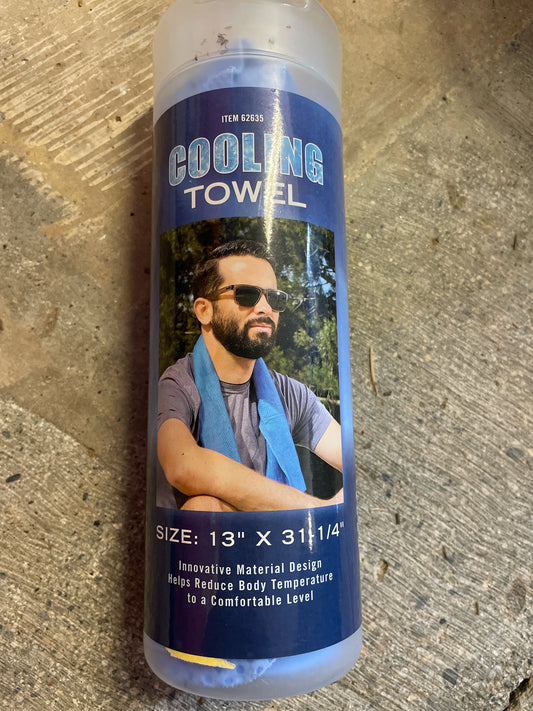 ITEM 62635
COOLING
TOWEL
SIZE: 13" X 31-1/4"
Innovative Material Design
Helps Reduce Body Temperature
to a Comfortable Level